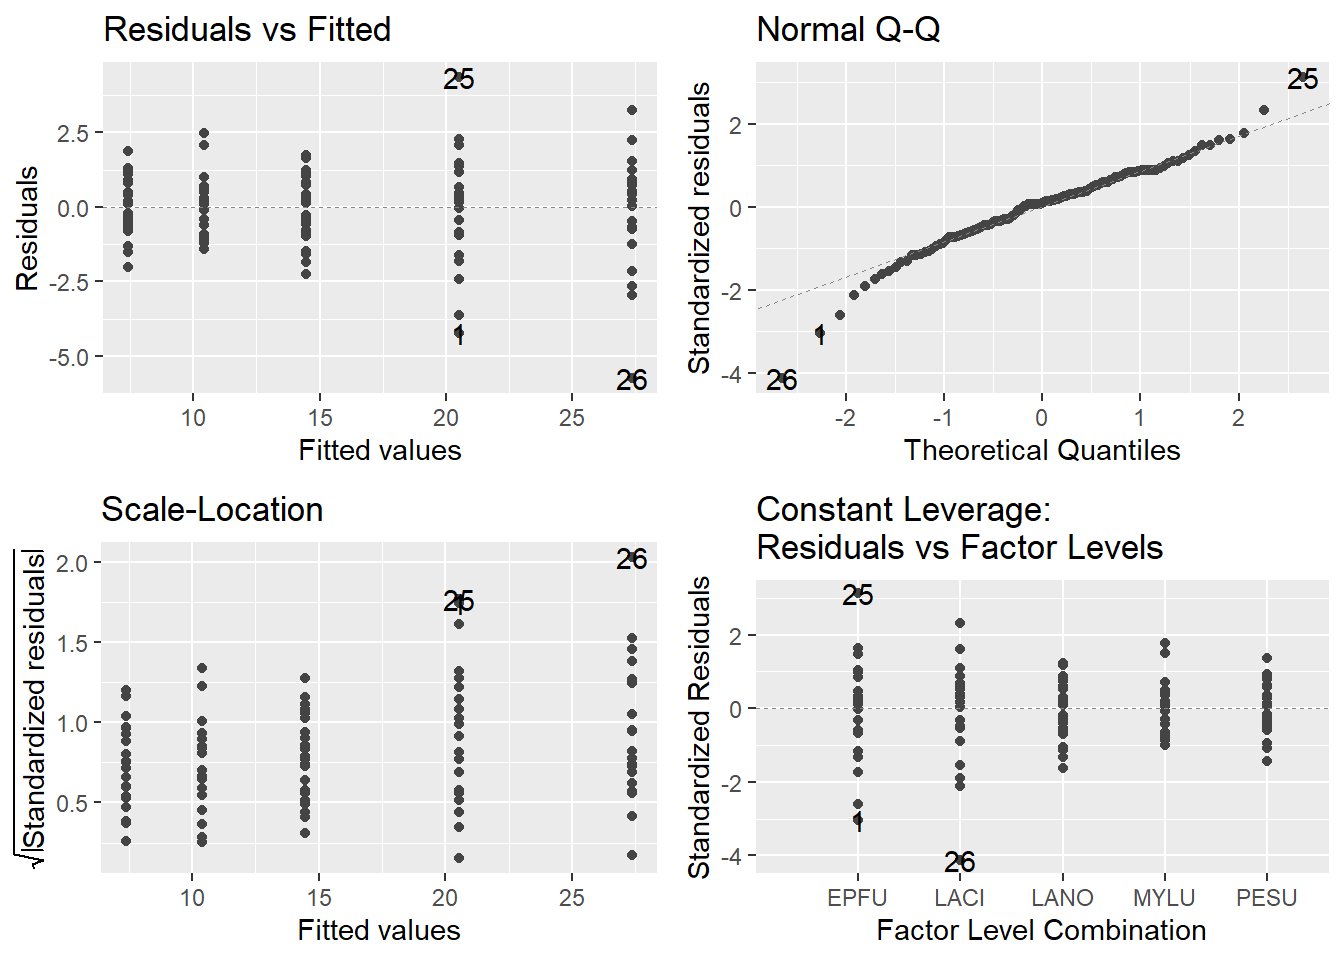 Residuals vs Fitted
25
2.5
0.0
-2.5
-5.0
Residuals
1
26
10
15
20
25
Fitted values
Normal Q-Q
25
2
0
-2
-4
Standardized residuals
1
26
-2
-1
0
1
2
Theoretical Quantiles
Scale-Location
26
2.0
25
1
1.5
1.0
0.5
√|Standardized residuals|
10
15
20
25
Fitted values
Constant Leverage:
Residuals vs Factor Levels
25
2
0
-2
-4
Standardized Residuals
1
26
EPFU
LACI
LANO
MYLU
PESU
Factor Level Combination